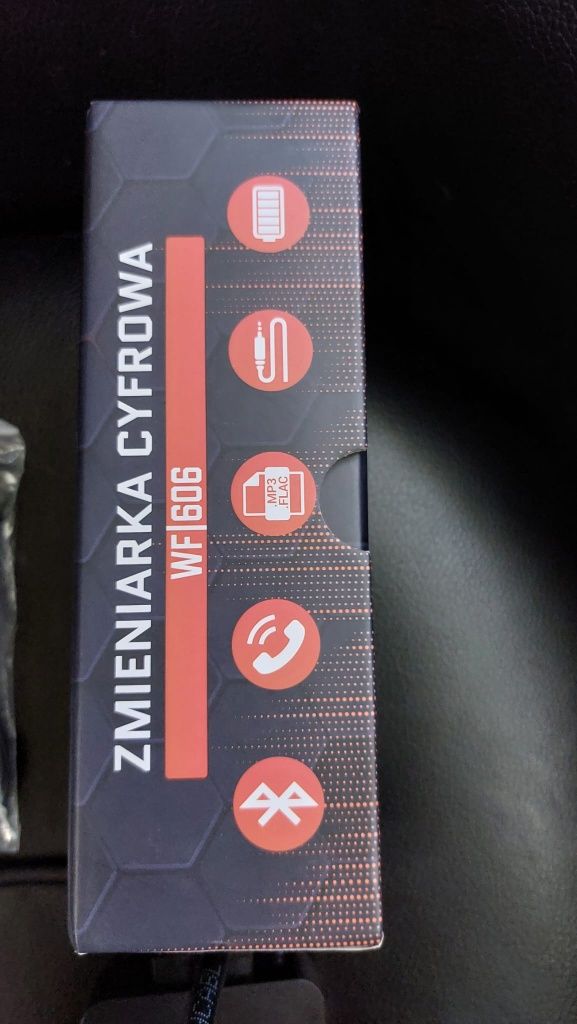 ZMIENIARKA CYFROWA
WF|606
.MP3
.FLAC